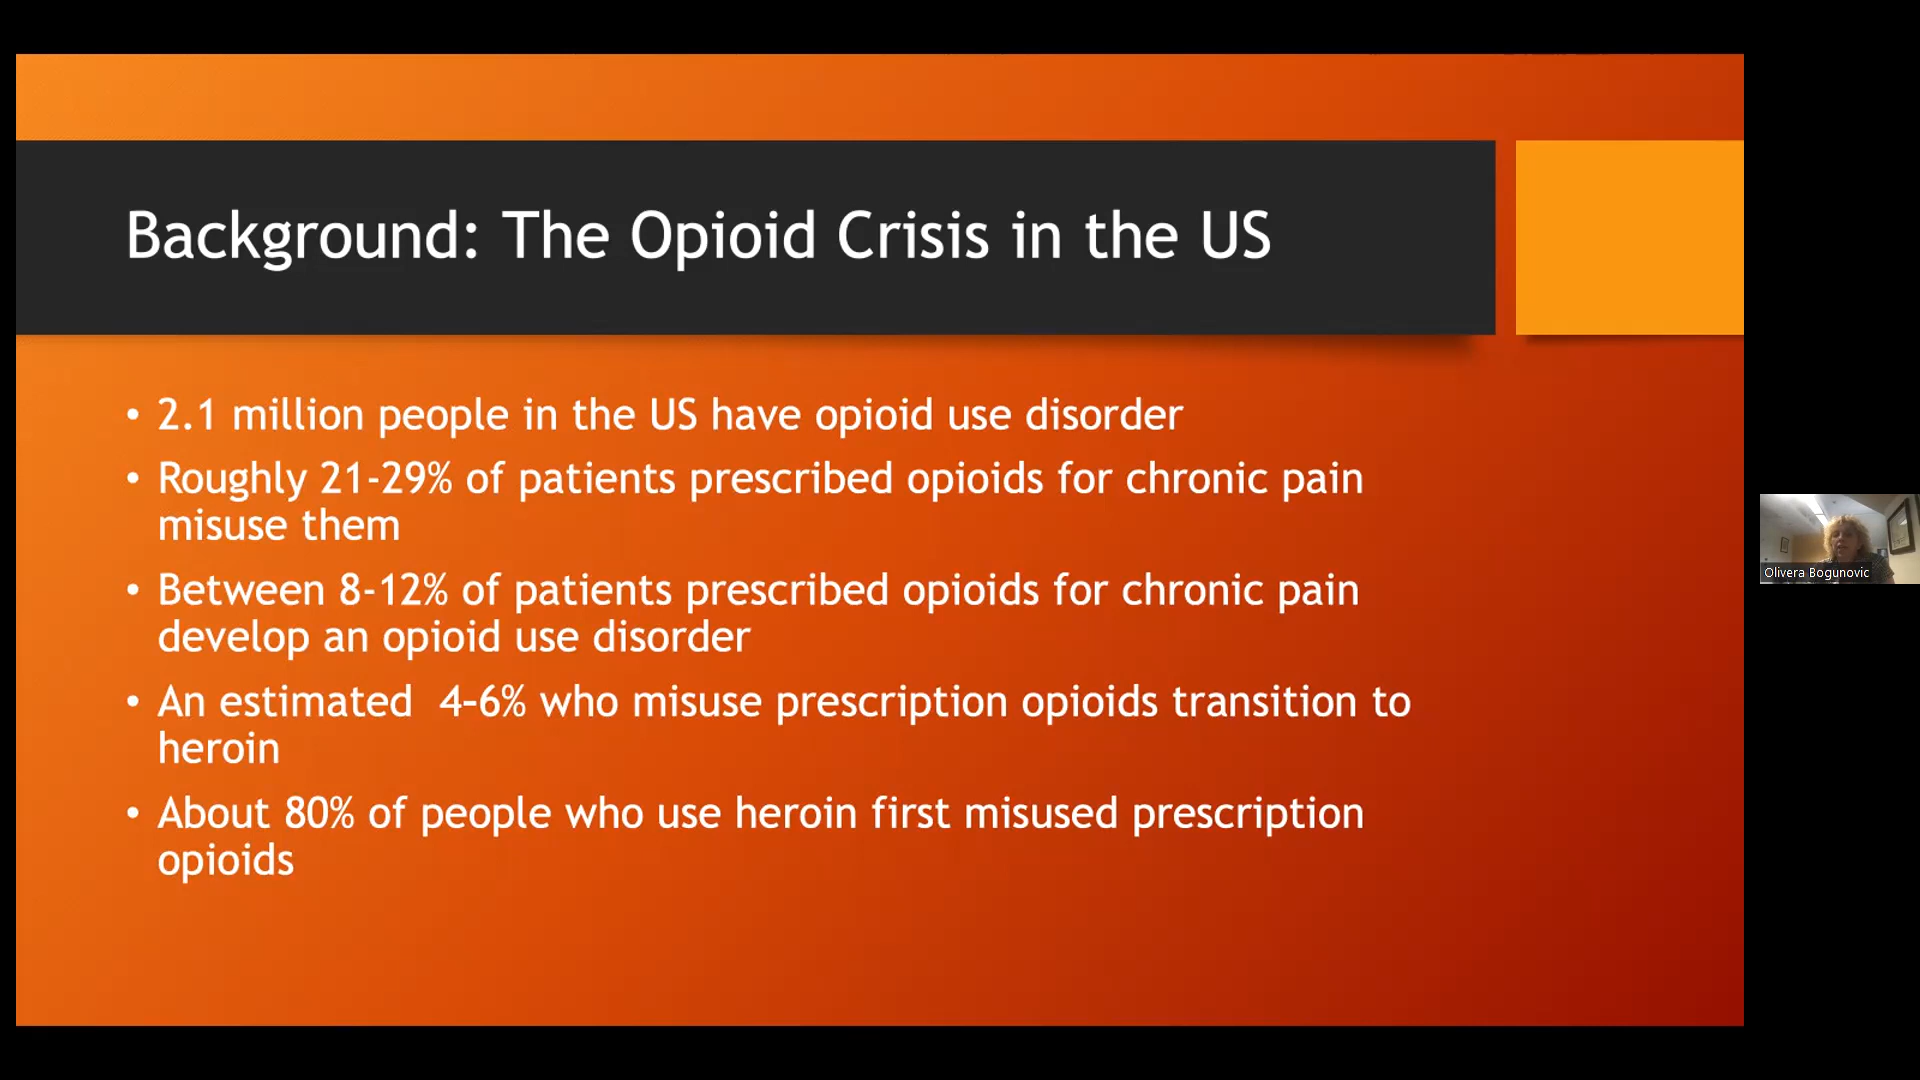 Background: The Opioid Crisis in the US
• 2.1 million people in the US have opioid use disorder
• Roughly 21-29% of patients prescribed opioids for chronic pain
misuse them
• Between 8-12% of patients prescribed opioids for chronic pain
develop an opioid use disorder
• An estimated  4–6% who misuse prescription opioids transition to
heroin
• About 80% of people who use heroin first misused prescription
opioids
Olivera Bogunovic